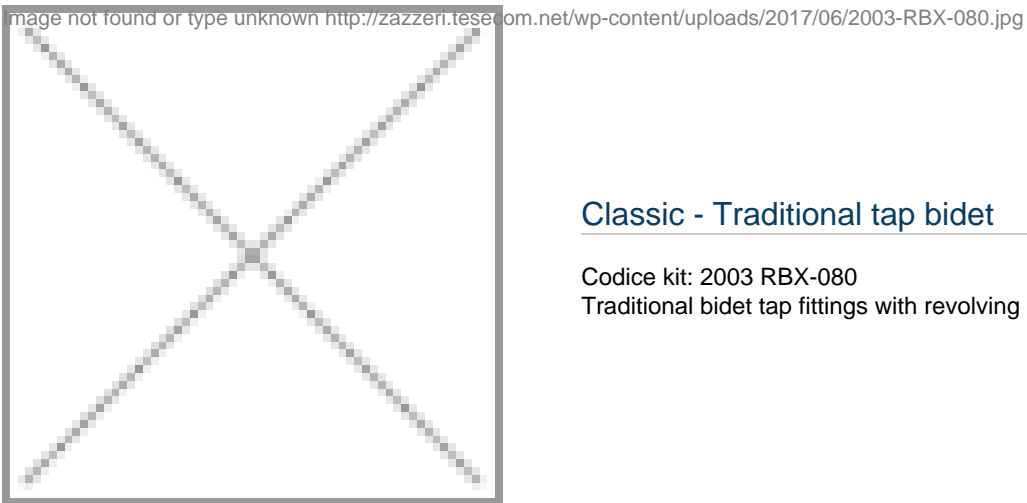 Image not found or type unknown http://zazzeri.tesecom.net/wp-content/uploads/2017/06/2003-RBX-080.jpg
Classic - Traditional tap bidet
Codice kit: 2003 RBX-080
Traditional bidet tap fittings with revolving